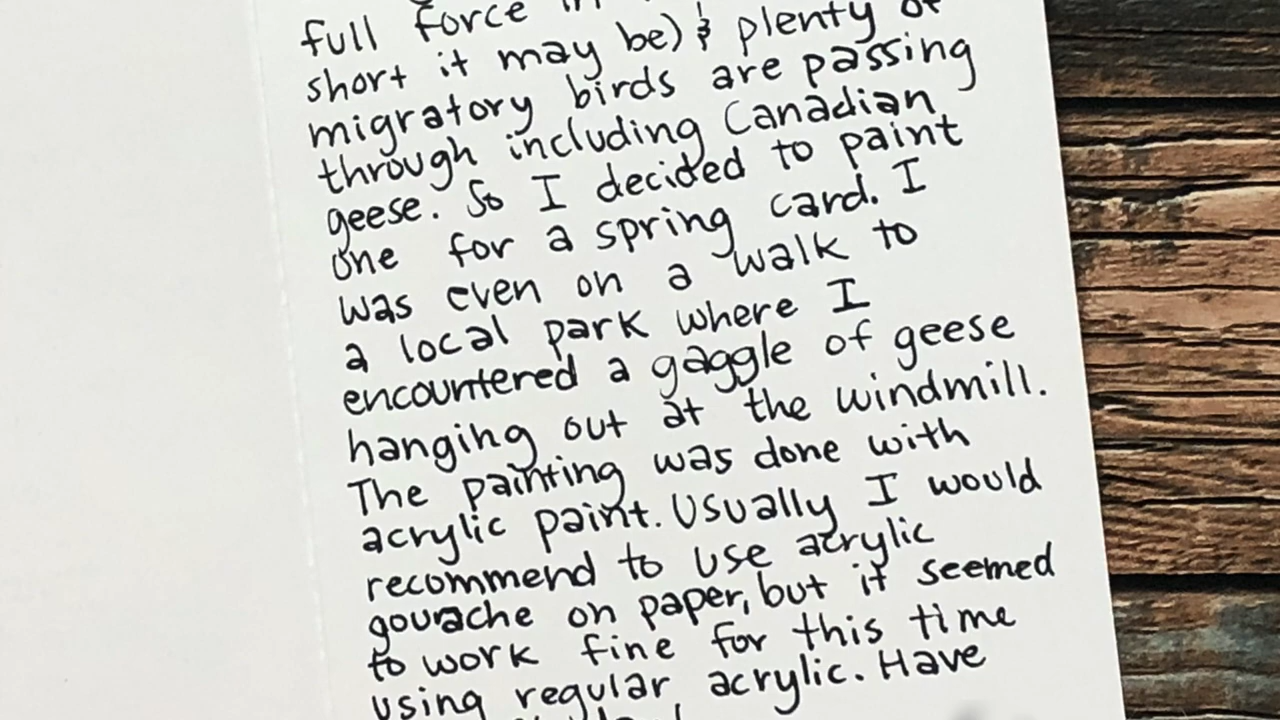 full force in
short it may be) & plenty of
migratory birds are passing
through including Canadian
geese. So I decided to paint
one for a spring card. I
was even on a walk to
a local park where I
encountered a gaggle of geese
hanging out at the windmill.
The painting was done with
acrylic paint. Usually I would
recommend to use acrylic
gouache on paper, but it seemed
to work fine for this time
using regular acrylic. Have